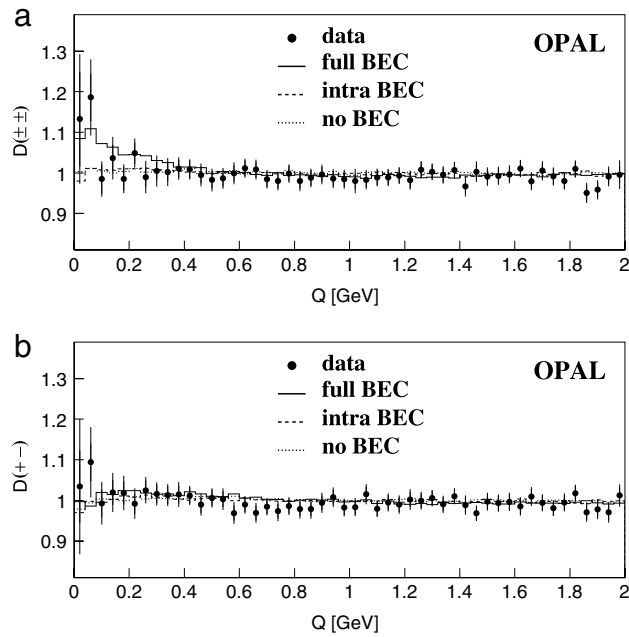 a
OPAL
data
full BEC
intra BEC
no BEC
D(±±)
1.3
1.2
1.1
1
0.9
0 0.2 0.4 0.6 0.8 1 1.2 1.4 1.6 1.8 2
Q [GeV]
b
OPAL
data
full BEC
intra BEC
no BEC
D(+−)
1.3
1.2
1.1
1
0.9
0 0.2 0.4 0.6 0.8 1 1.2 1.4 1.6 1.8 2
Q [GeV]